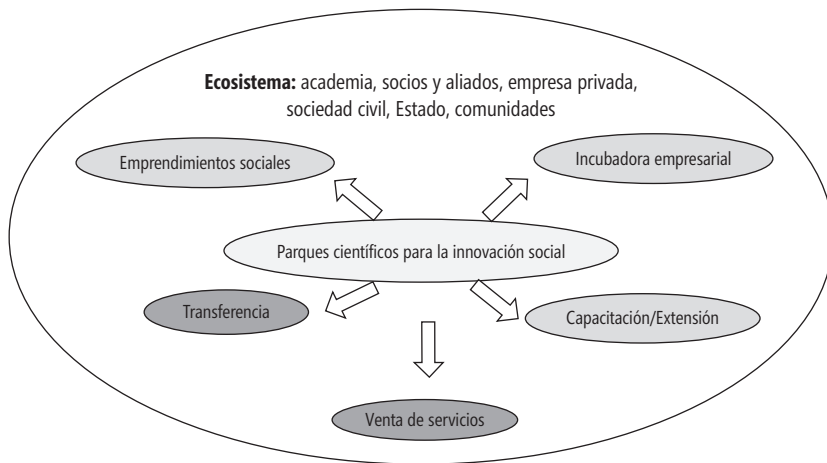 Ecosistema: academia, socios y aliados, empresa privada,
sociedad civil, Estado, comunidades
Emprendimientos sociales
Incubadora empresarial
Parques científicos para la innovación social
Transferencia
Capacitación/Extensión
Venta de servicios